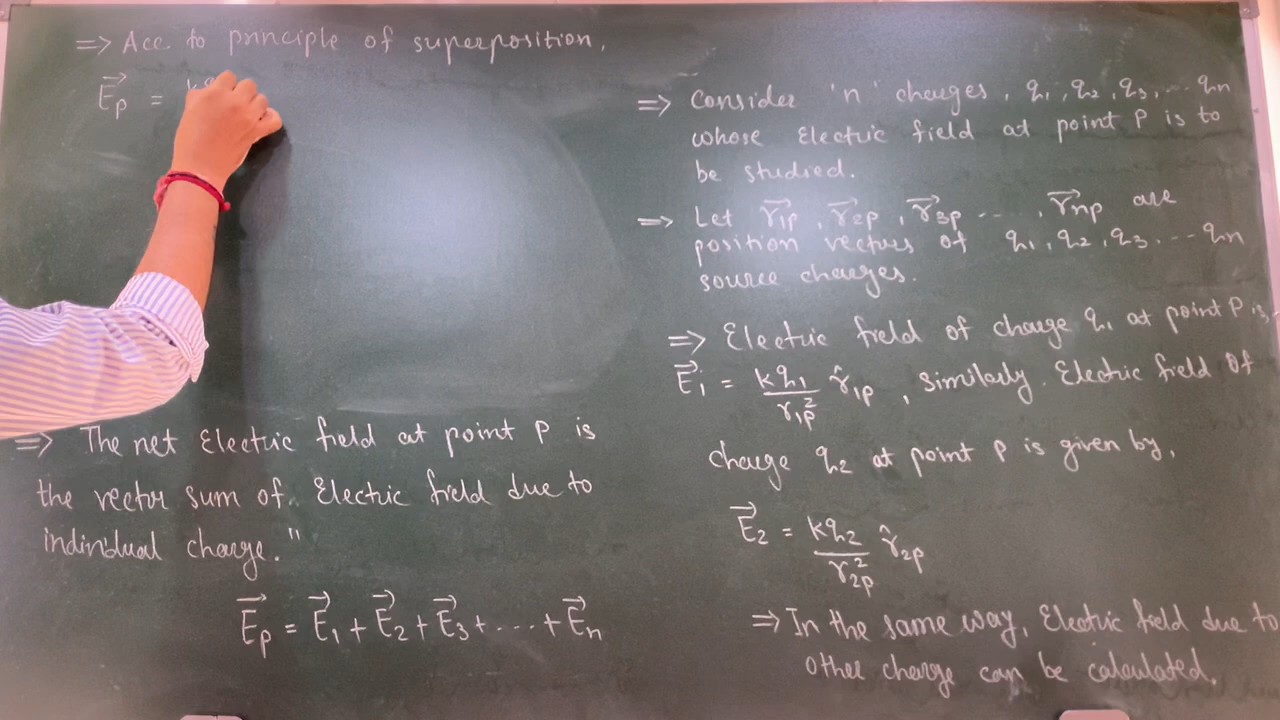 ⇒ Acc. to principle of superposition,
E⃗p = kq
⇒ The net Electric field at point P is
the vector sum of. Electric field due to
individual charge."
E⃗p = E⃗1 + E⃗2 + E⃗3 + ... + E⃗n
⇒ Consider 'n' charges, q1, q2, q3, ... qn
whose Electric field at point P is to
be studied.
⇒ Let r⃗1p, r⃗2p, r⃗3p ...., r⃗np are
position vectors of q1, q2, q3. ... qn
source charges.
⇒ Electric field of charge q1 at point P is,
E⃗1 = kq1/r1p² r̂1p, similarly. Electric field of
charge q2 at point P is given by,
E⃗2 = kq2/r2p² r̂2p
⇒ In the same way, Electric field due to
other charge can be calculated.